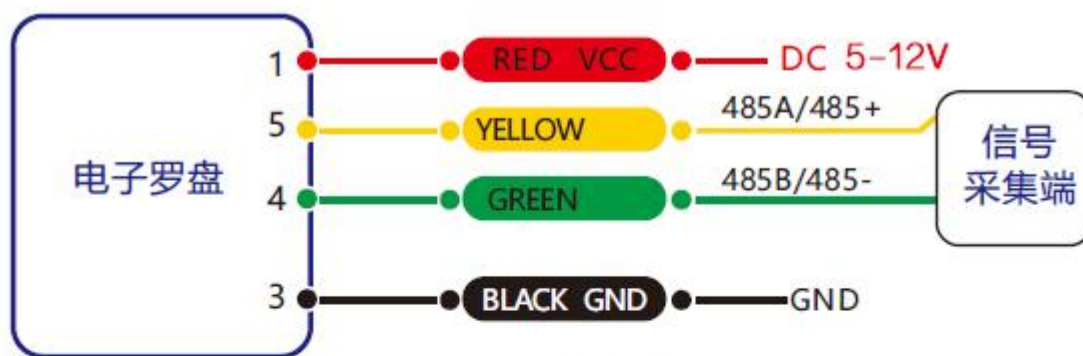 1 RED VCC DC 5-12V
5 YELLOW 485A/485+
电子罗盘
4 GREEN 485B/485-
信号
采集端
3 BLACK GND GND